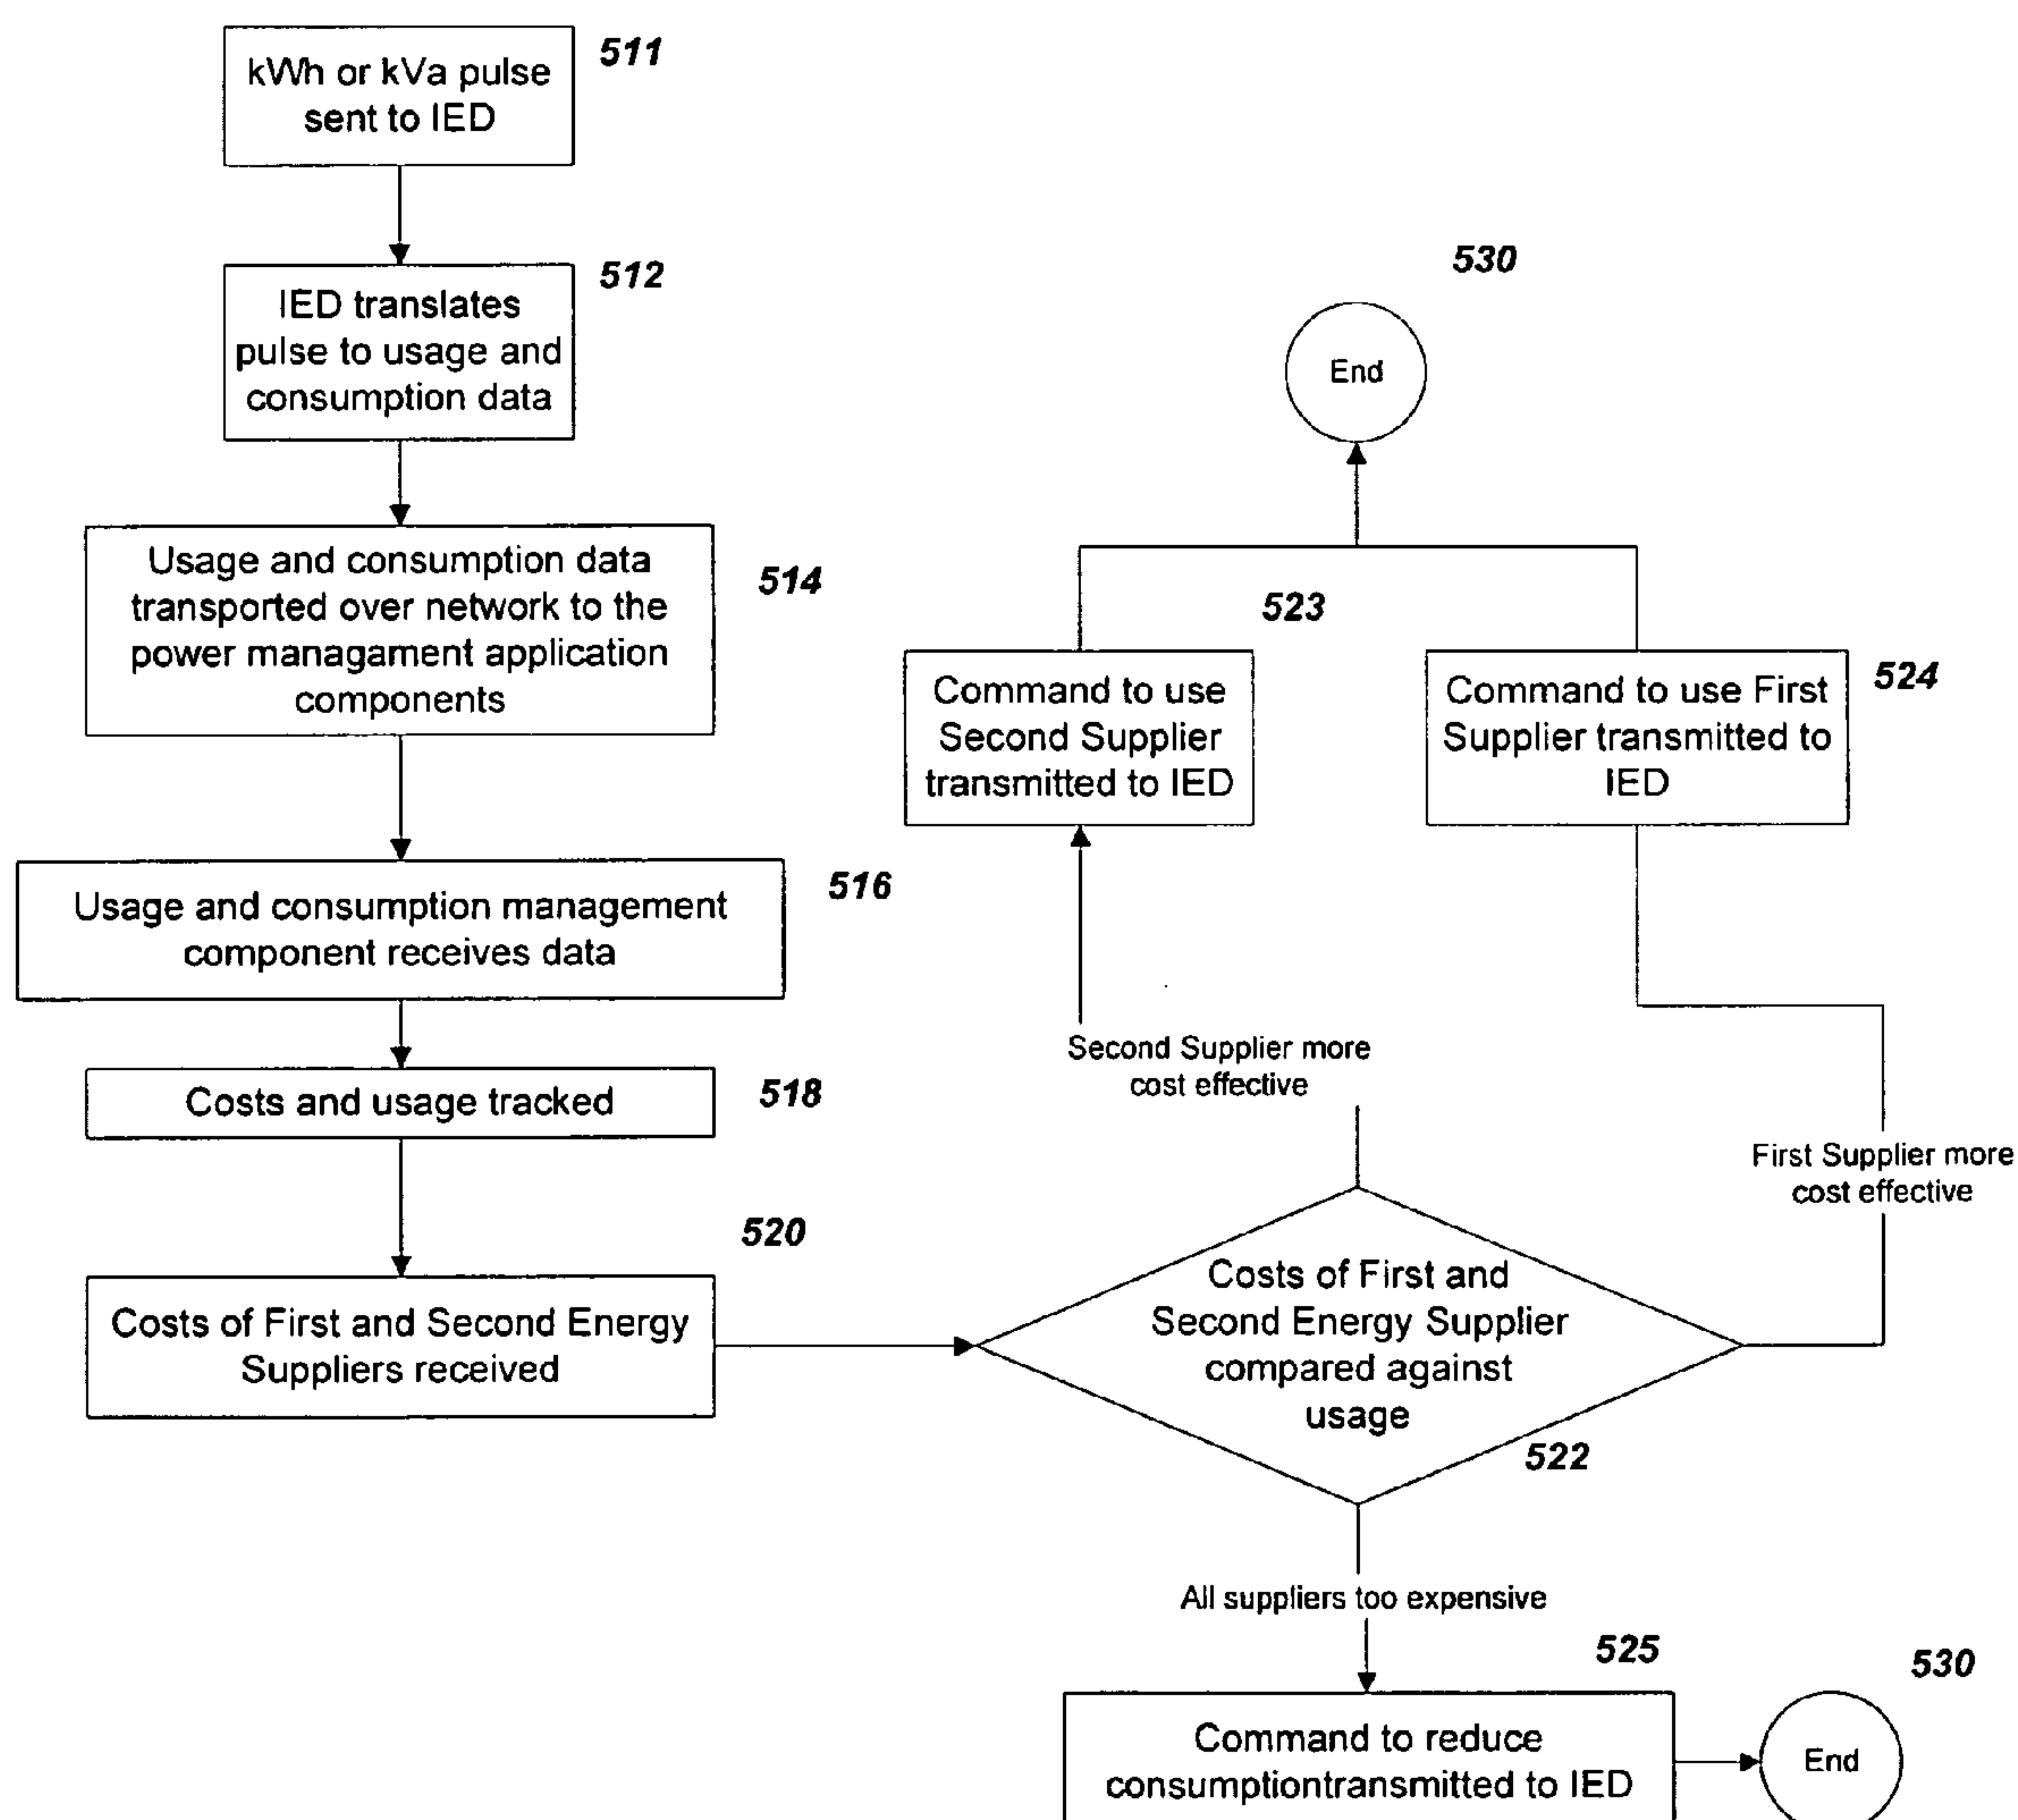 511
kWh or kVa pulse
sent to IED
512
IED translates
pulse to usage and
consumption data
514
Usage and consumption data
transported over network to the
power managament application
components
516
Usage and consumption management
component receives data
518
Costs and usage tracked
520
Costs of First and Second Energy
Suppliers received
530
End
523
Command to use
Second Supplier
transmitted to IED
524
Command to use First
Supplier transmitted to
IED
Second Supplier more
cost effective
First Supplier more
cost effective
Costs of First and
Second Energy Supplier
compared against
usage
522
All suppliers too expensive
525
Command to reduce
consumptiontransmitted to IED
530
End